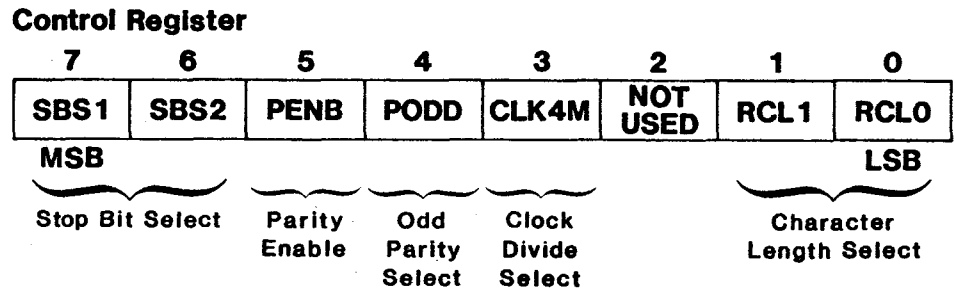 Control Register
7 6 5 4 3 2 1 0
SBS1 SBS2 PENB PODD CLK4M NOT USED RCL1 RCL0
MSB LSB
Stop Bit Select Parity Enable Odd Parity Select Clock Divide Select Character Length Select